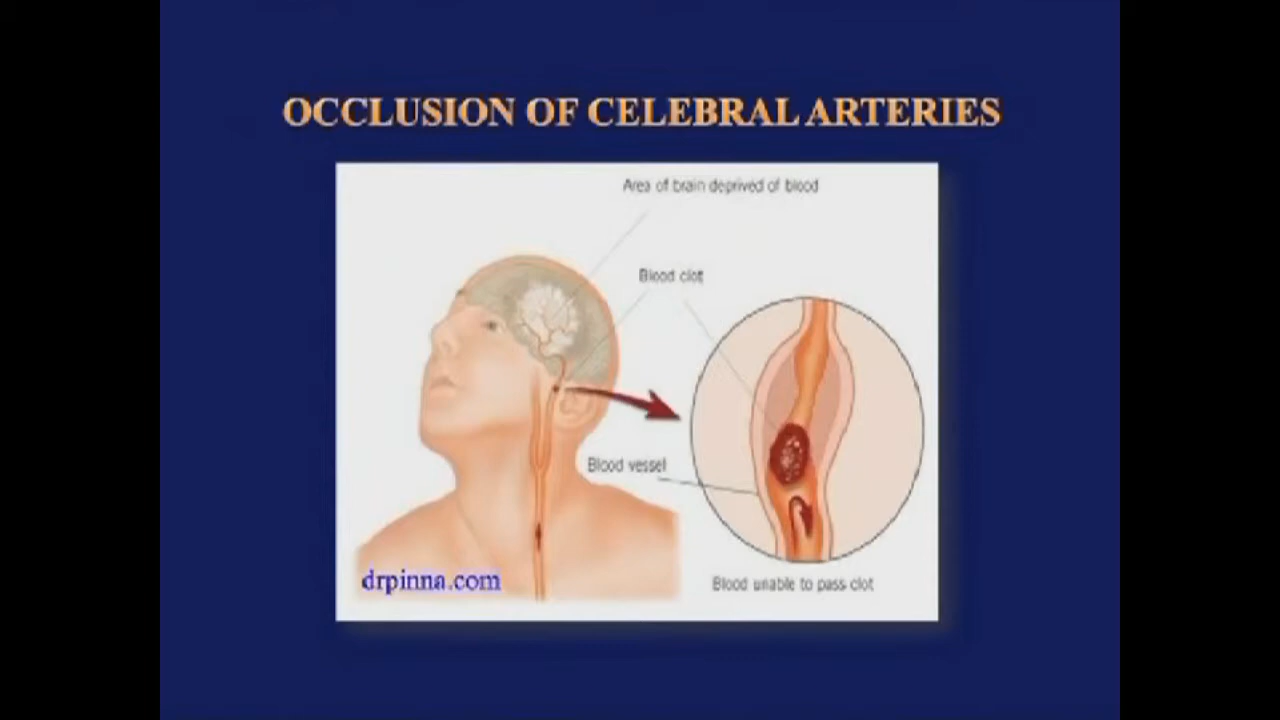 OCCLUSION OF CELEBRAL ARTERIES
Area of brain deprived of blood
Blood clot
Blood vessel
drpinna.com
Blood unable to pass clot